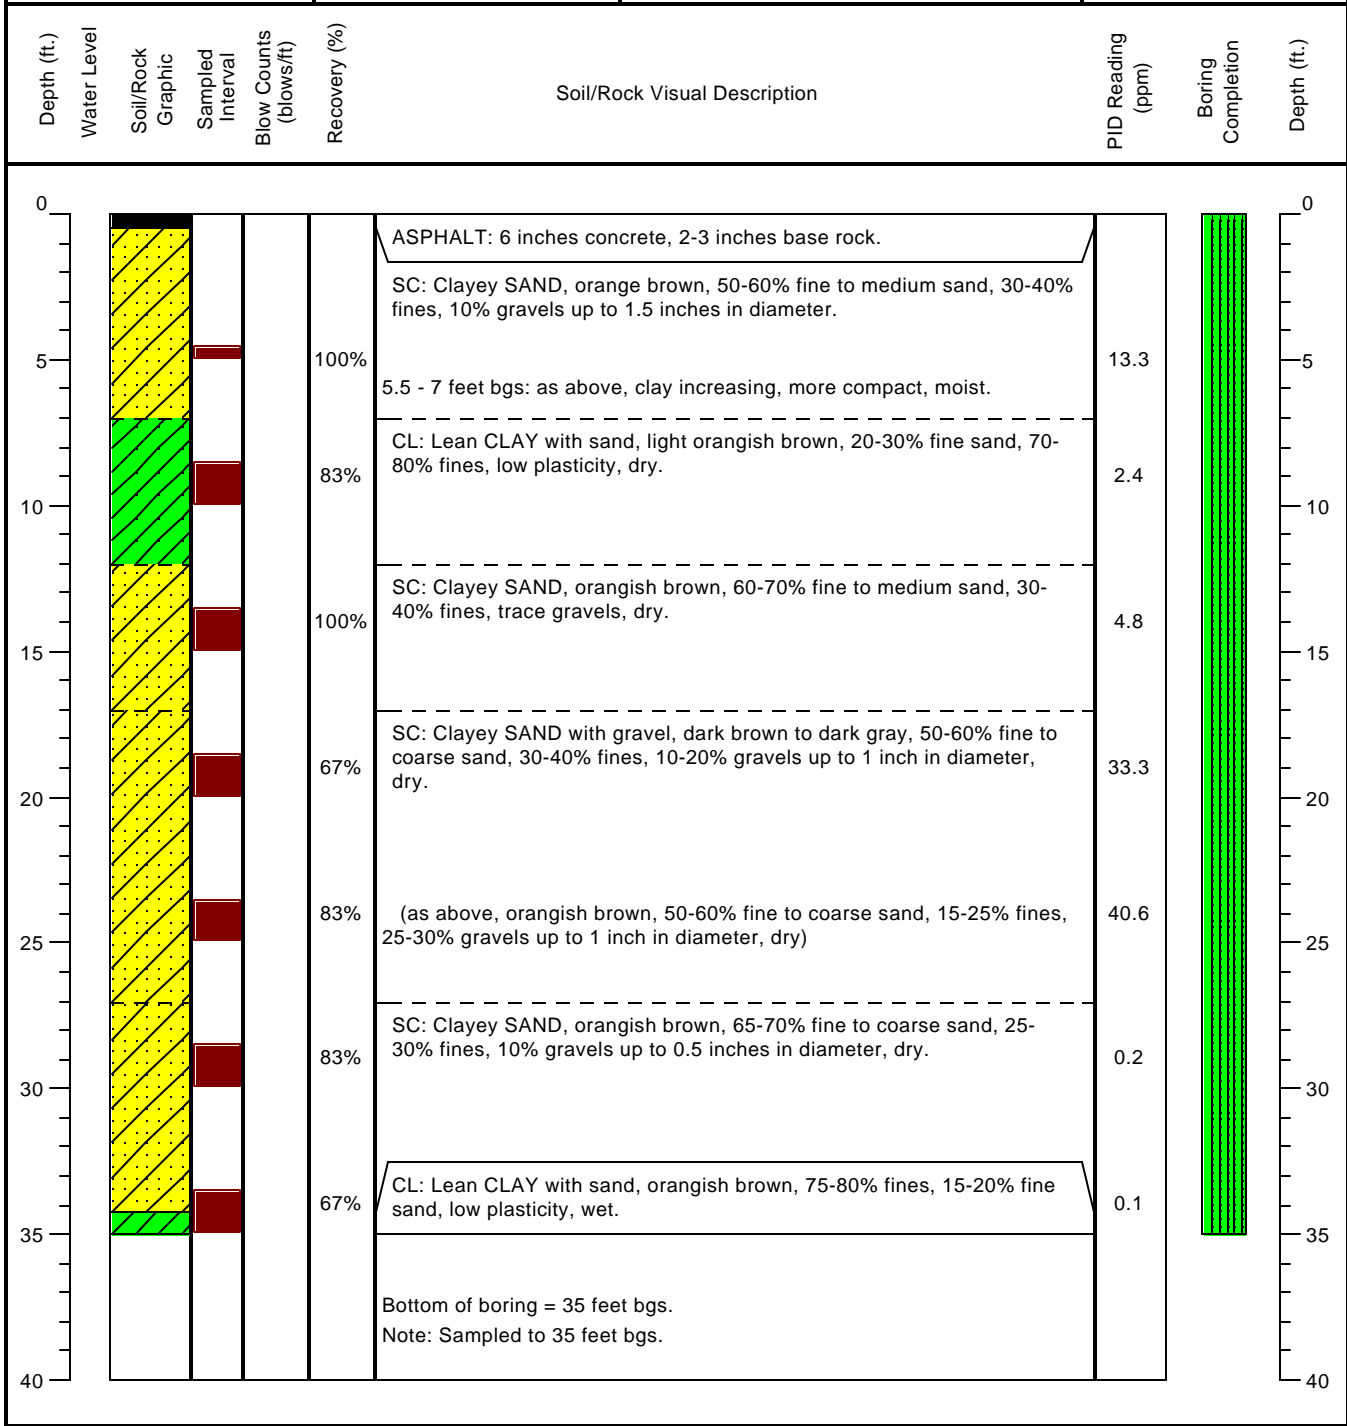 Depth (ft.)
Water Level
Soil/Rock
Graphic
Sampled
Interval
Blow Counts
(blows/ft)
Recovery (%)
Soil/Rock Visual Description
PID Reading
(ppm)
Boring
Completion
Depth (ft.)
0
0
ASPHALT: 6 inches concrete, 2-3 inches base rock.
SC: Clayey SAND, orange brown, 50-60% fine to medium sand, 30-40%
fines, 10% gravels up to 1.5 inches in diameter.
5
100%
13.3
5
5.5 - 7 feet bgs: as above, clay increasing, more compact, moist.
CL: Lean CLAY with sand, light orangish brown, 20-30% fine sand, 70-
80% fines, low plasticity, dry.
83%
2.4
10
10
SC: Clayey SAND, orangish brown, 60-70% fine to medium sand, 30-
40% fines, trace gravels, dry.
100%
4.8
15
15
SC: Clayey SAND with gravel, dark brown to dark gray, 50-60% fine to
coarse sand, 30-40% fines, 10-20% gravels up to 1 inch in diameter,
dry.
67%
33.3
20
20
83%
(as above, orangish brown, 50-60% fine to coarse sand, 15-25% fines,
25-30% gravels up to 1 inch in diameter, dry)
40.6
25
25
SC: Clayey SAND, orangish brown, 65-70% fine to coarse sand, 25-
30% fines, 10% gravels up to 0.5 inches in diameter, dry.
83%
0.2
30
30
CL: Lean CLAY with sand, orangish brown, 75-80% fines, 15-20% fine
sand, low plasticity, wet.
67%
0.1
35
35
Bottom of boring = 35 feet bgs.
Note: Sampled to 35 feet bgs.
40
40